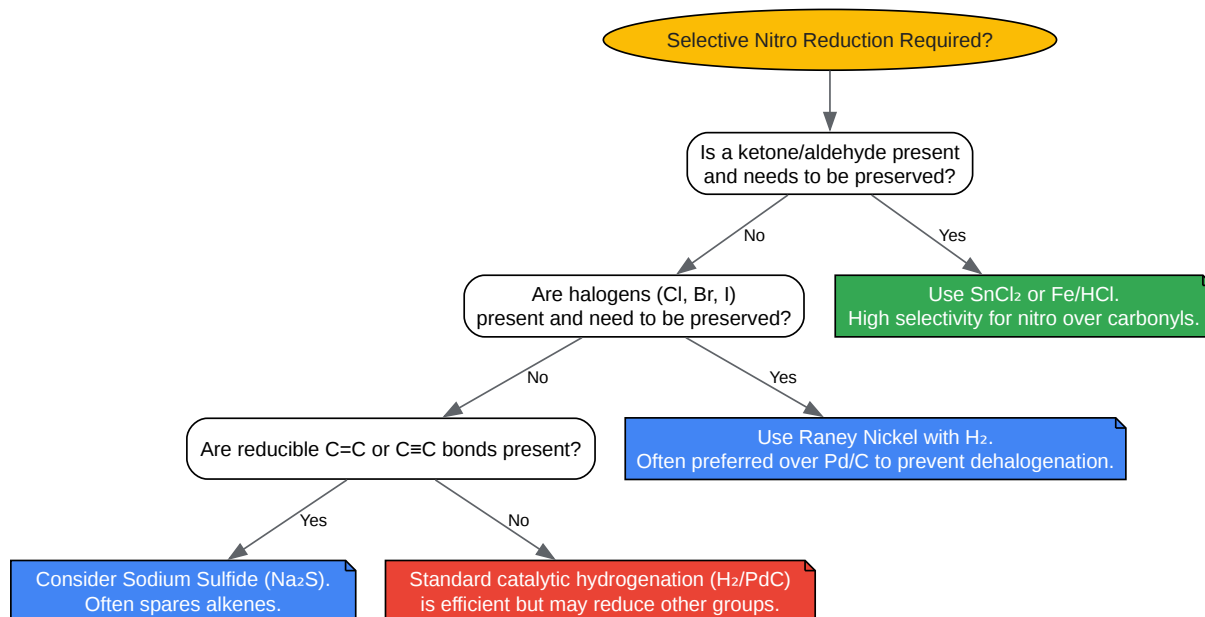 Selective Nitro Reduction Required?
Is a ketone/aldehyde present
and needs to be preserved?
No
Yes
Are halogens (Cl, Br, I)
present and need to be preserved?
Use SnCl₂ or Fe/HCl.
High selectivity for nitro over carbonyls.
No
Yes
Are reducible C=C or C≡C bonds present?
Use Raney Nickel with H₂.
Often preferred over Pd/C to prevent dehalogenation.
Yes
No
Consider Sodium Sulfide (Na₂S).
Often spares alkenes.
Standard catalytic hydrogenation (H₂/PdC)
is efficient but may reduce other groups.